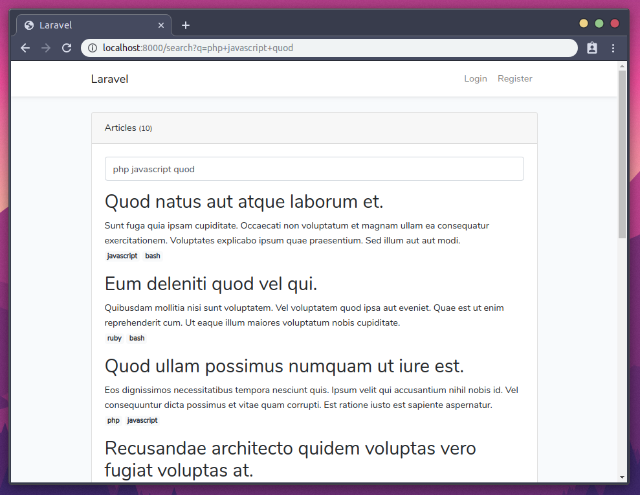 Laravel
localhost:8000/search?q=php+javascript+quod
Laravel
Login Register
Articles (10)
php javascript quod
Quod natus aut atque laborum et.
Sunt fuga quia ipsam cupiditate. Occaecati non voluptatum et magnam ullam ea consequatur
exercitationem. Voluptates explicabo ipsum quae praesentium. Sed illum aut aut modi.
javascript bash
Eum deleniti quod vel qui.
Quibusdam mollitia nisi sunt voluptatem. Vel voluptatem quod ipsa aut eveniet. Quae est ut enim
reprehenderit cum. Ut eaque illum maiores voluptatum nobis cupiditate.
ruby bash
Quod ullam possimus numquam ut iure est.
Eos dignissimos necessitatibus tempora nesciunt quis. Ipsum velit qui accusantium nihil nobis id. Vel
consequuntur dicta possimus et vitae quam corrupti. Est ratione iusto est sapiente aspernatur.
php javascript
Recusandae architecto quidem voluptas vero
fugiat voluptas at.